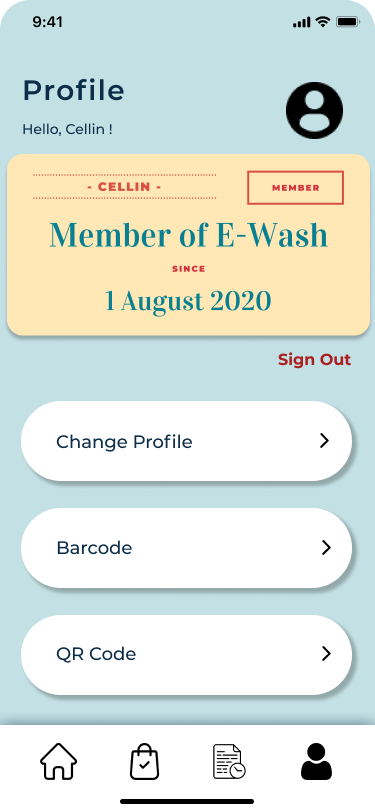 9:41
Profile
Hello, Cellin !
- CELLIN -
MEMBER
Member of E-Wash
SINCE
1 August 2020
Sign Out
Change Profile
Barcode
QR Code